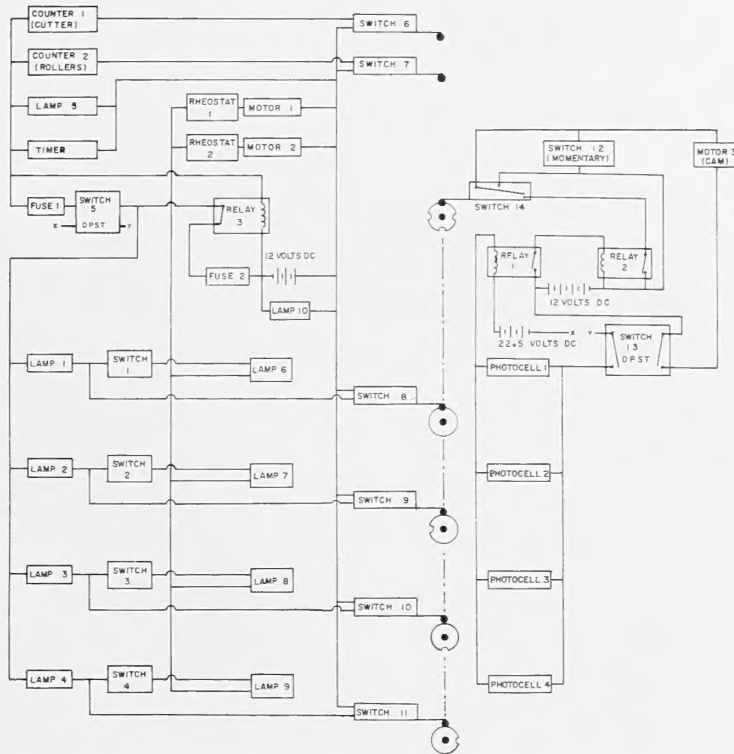 COUNTER 1
(CUTTER)
SWITCH 6
COUNTER 2
(ROLLERS)
SWITCH 7
LAMP 5
RHEOSTAT
1
MOTOR 1
TIMER
RHEOSTAT
2
MOTOR 2
SWITCH 12
(MOMENTARY)
MOTOR 3
(CAM)
FUSE 1
SWITCH
5
X
DPST
Y
RELAY
3
SWITCH 14
FUSE 2
12 VOLTS DC
LAMP 10
RELAY
1
RELAY
2
12 VOLTS DC
22.5 VOLTS DC
X
Y
SWITCH
13
DPST
LAMP 1
SWITCH
1
LAMP 6
PHOTOCELL 1
SWITCH 8
LAMP 2
SWITCH
2
LAMP 7
PHOTOCELL 2
SWITCH 9
LAMP 3
SWITCH
3
LAMP 8
PHOTOCELL 3
SWITCH 10
LAMP 4
SWITCH
4
LAMP 9
PHOTOCELL 4
SWITCH 11